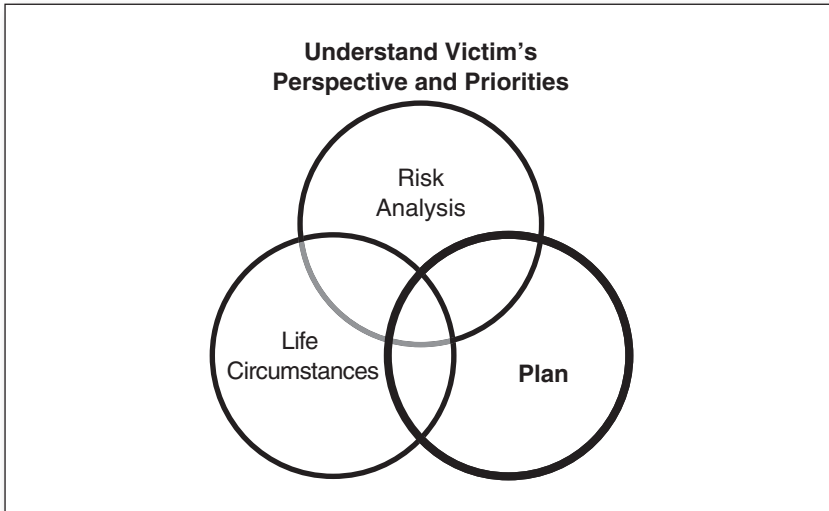 Understand Victim's
Perspective and Priorities
Risk
Analysis
Life
Circumstances
Plan